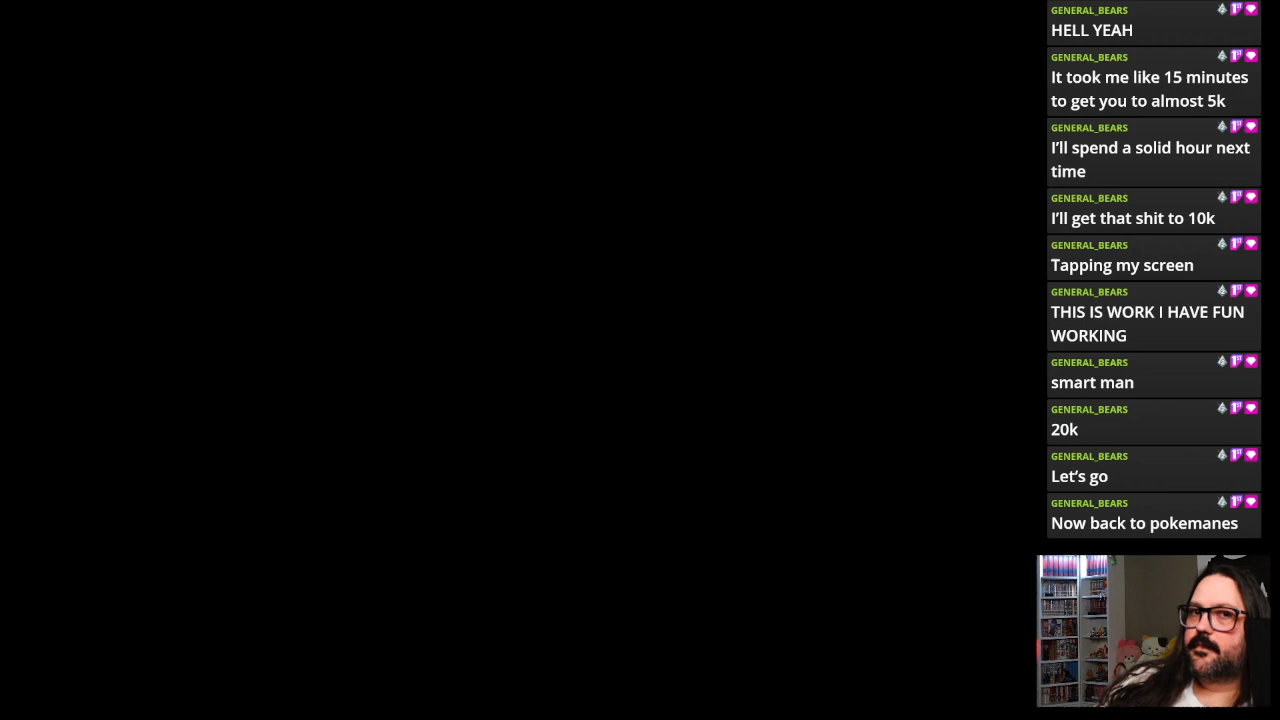 GENERAL_BEARS
HELL YEAH
GENERAL_BEARS
It took me like 15 minutes
to get you to almost 5k
GENERAL_BEARS
I'll spend a solid hour next
time
GENERAL_BEARS
I'll get that shit to 10k
GENERAL_BEARS
Tapping my screen
GENERAL_BEARS
THIS IS WORK I HAVE FUN
WORKING
GENERAL_BEARS
smart man
GENERAL_BEARS
20k
GENERAL_BEARS
Let's go
GENERAL_BEARS
Now back to pokemanes